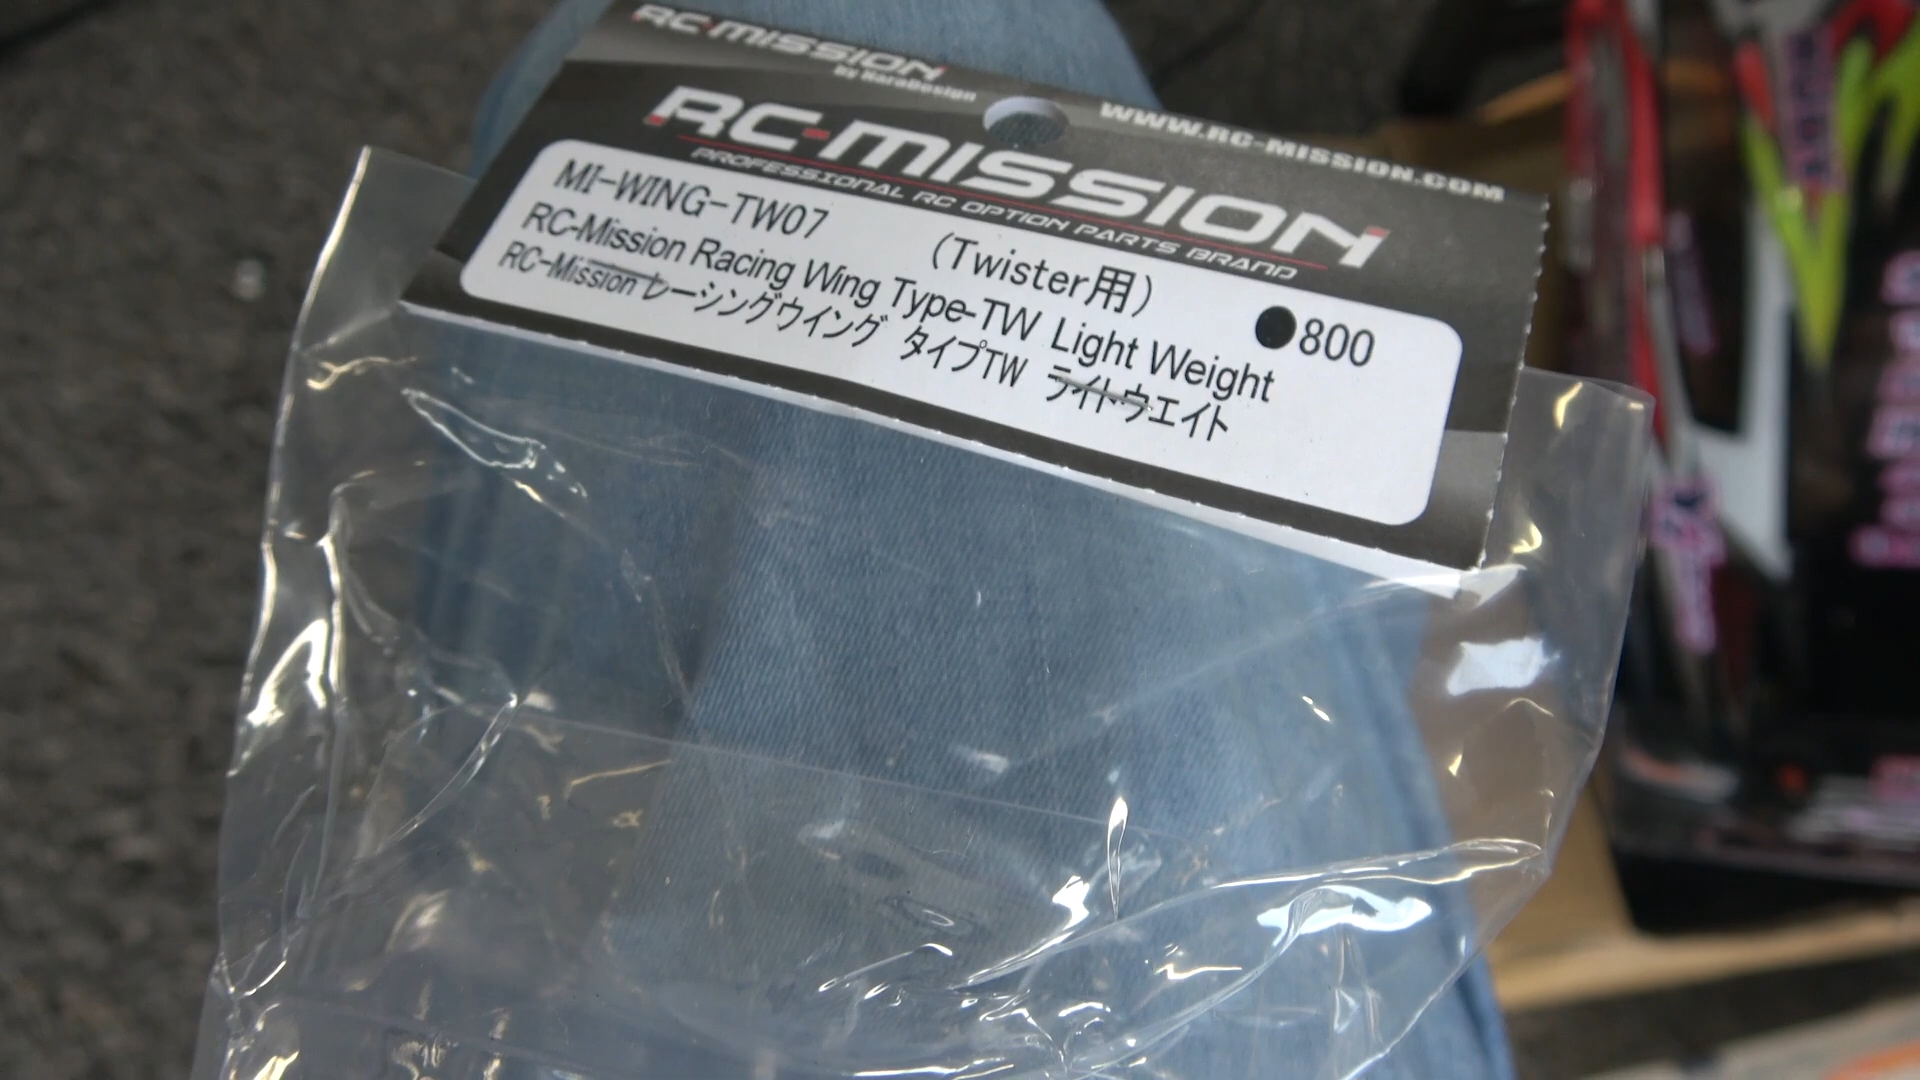 RC-MISSION
By HaraDesign
WWW.RC-MISSION.COM
RC-MISSION
PROFESSIONAL RC OPTION PARTS BRAND
MI-WING-TW07 (Twister用) ●800
RC-Mission Racing Wing Type-TW Light Weight
RC-Mission レーシングウイング タイプTW ライトウエイト